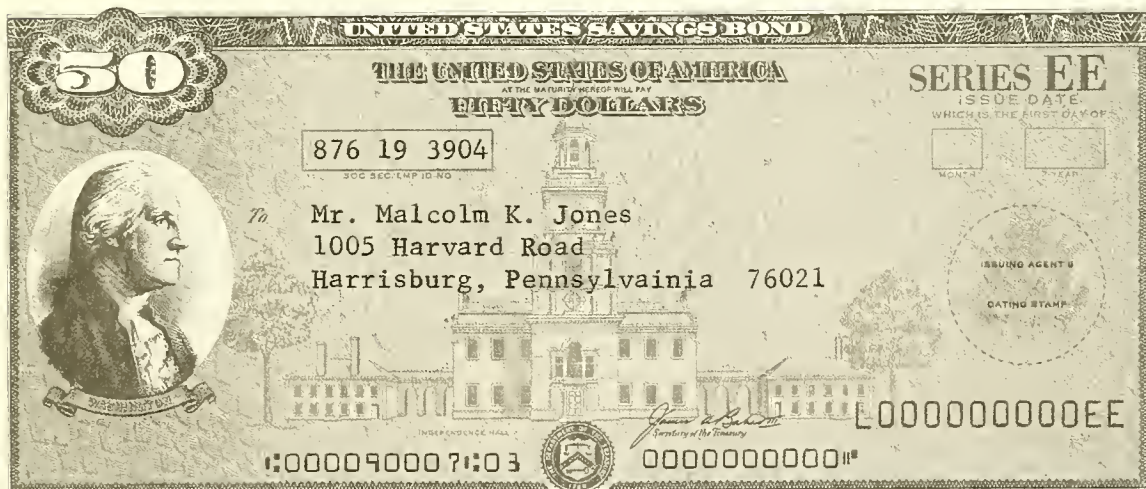 UNITED STATES SAVINGS BOND
50
THE UNITED STATES OF AMERICA
AT THE MATURITY HEREOF WILL PAY
FIFTY DOLLARS
SERIES EE
ISSUE DATE
WHICH IS THE FIRST DAY OF
MONTH YEAR
876 19 3904
SOC SEC/EMP ID NO
To Mr. Malcolm K. Jones
1005 Harvard Road
Harrisburg, Pennsylvainia 76021
ISSUING AGENT'S
DATING STAMP
WASHINGTON
INDEPENDENCE HALL
James A Baker III
Secretary of the Treasury
L000000000EE
⑆000090007⑆03 0000000000⑈